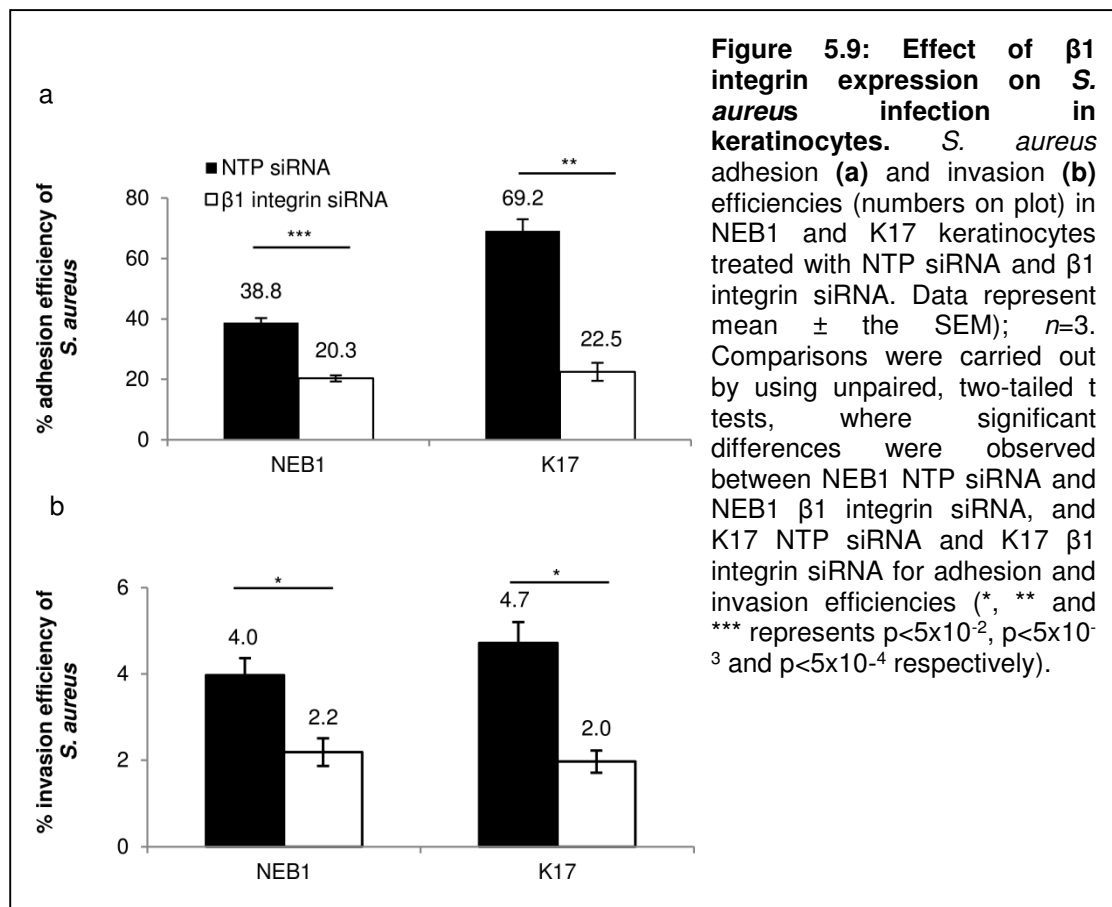 a
NTP siRNA
β1 integrin siRNA
% adhesion efficiency of
S. aureus
80
60
40
20
0
***
38.8
20.3
**
69.2
22.5
NEB1
K17
b
% invasion efficiency of
S. aureus
6
4
2
0
*
4.0
2.2
*
4.7
2.0
NEB1
K17
Figure 5.9: Effect of β1
integrin expression on S.
aureus infection in
keratinocytes. S. aureus
adhesion (a) and invasion (b)
efficiencies (numbers on plot) in
NEB1 and K17 keratinocytes
treated with NTP siRNA and β1
integrin siRNA. Data represent
mean ± the SEM); n=3.
Comparisons were carried out
by using unpaired, two-tailed t
tests, where significant
differences were observed
between NEB1 NTP siRNA and
NEB1 β1 integrin siRNA, and
K17 NTP siRNA and K17 β1
integrin siRNA for adhesion and
invasion efficiencies (*, ** and
*** represents p<5x10⁻², p<5x10⁻
³ and p<5x10-⁴ respectively).